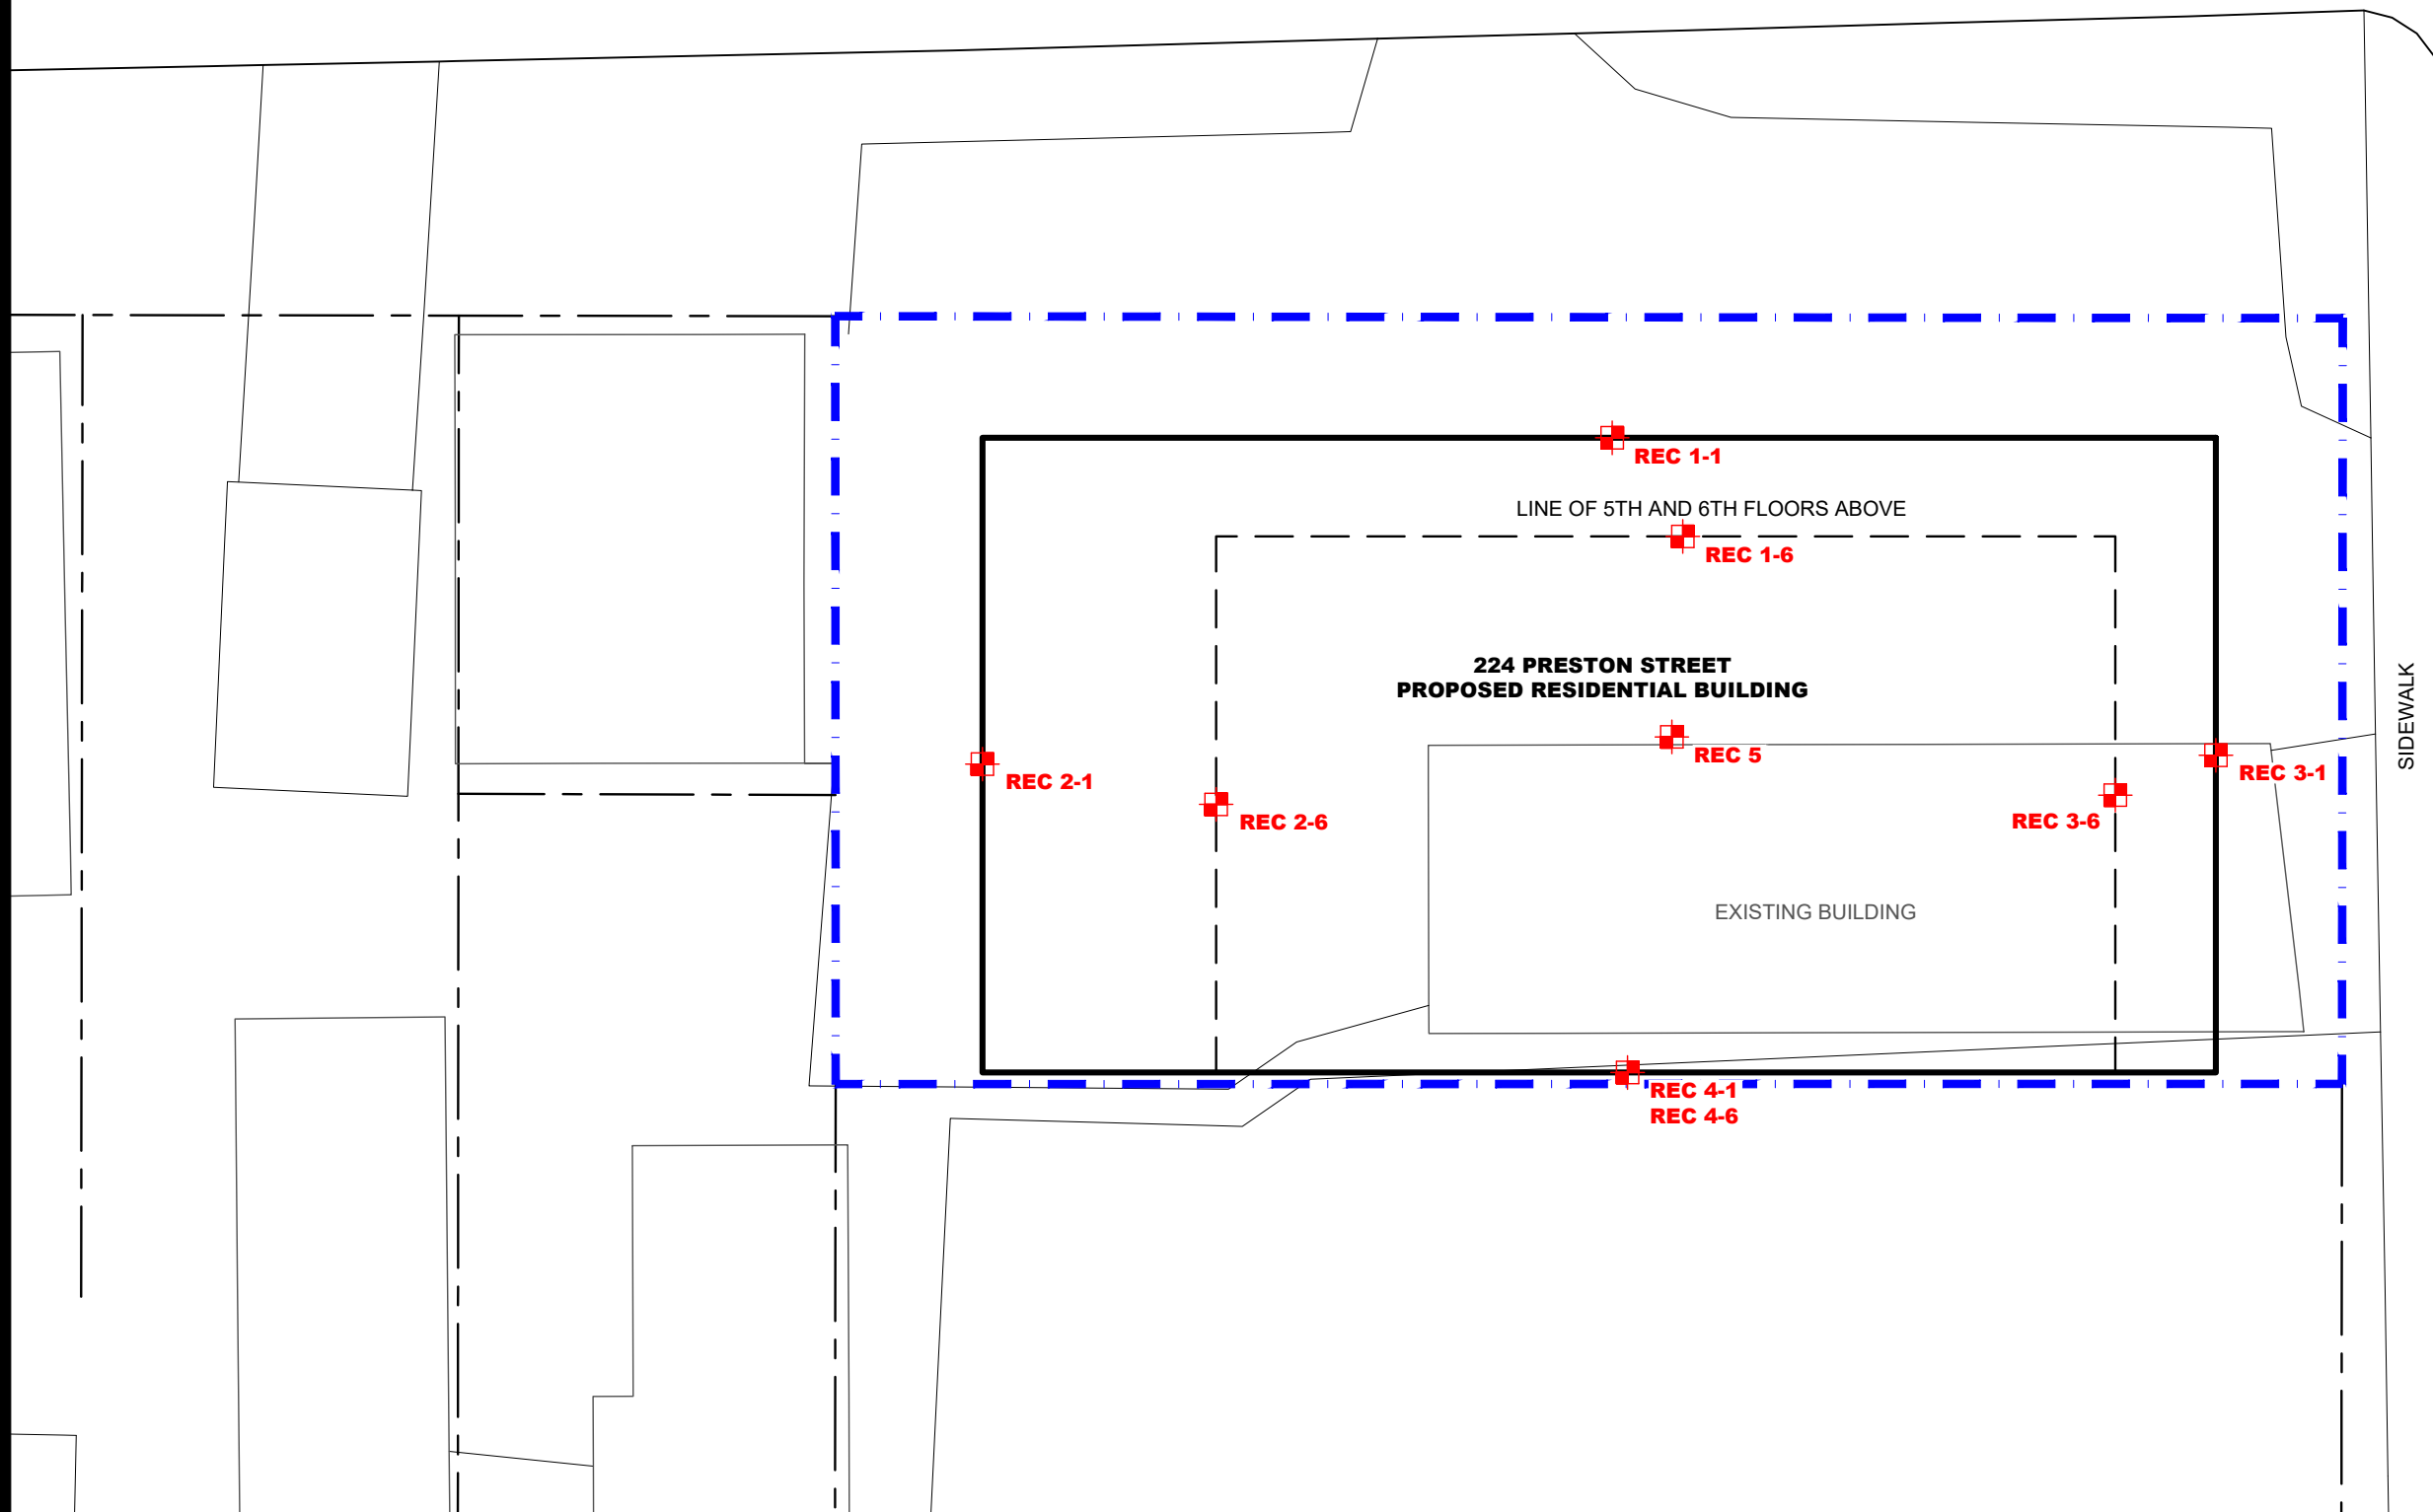 REC 1-1
LINE OF 5TH AND 6TH FLOORS ABOVE
REC 1-6
224 PRESTON STREET
PROPOSED RESIDENTIAL BUILDING
SIDEWALK
REC 5
REC 2-1
REC 3-1
REC 2-6
REC 3-6
EXISTING BUILDING
REC 4-1
REC 4-6